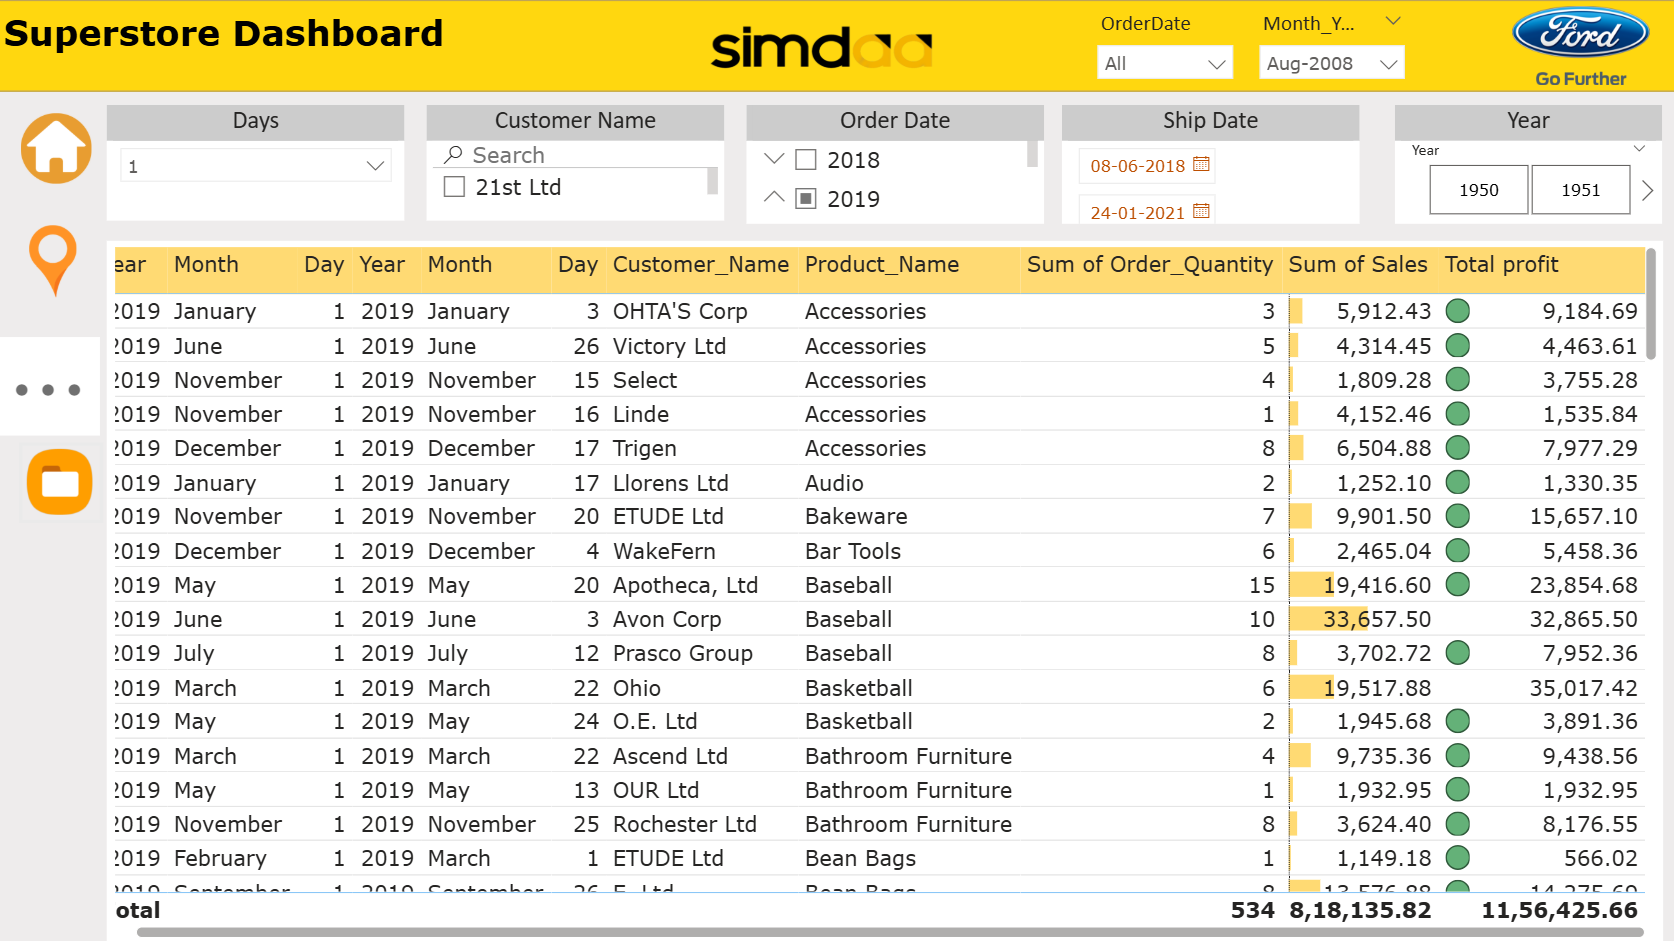 Superstore Dashboard
simdaa
OrderDate
Month_Y...
All
Aug-2008
Ford
Go Further
Days
Customer Name
Order Date
Ship Date
Year
1
Search
21st Ltd
2018
2019
08-06-2018
24-01-2021
Year
1950 1951
ear Month Day Year Month Day Customer_Name Product_Name Sum of Order_Quantity Sum of Sales Total profit
2019 January 1 2019 January 3 OHTA'S Corp Accessories 3 5,912.43 9,184.69
2019 June 1 2019 June 26 Victory Ltd Accessories 5 4,314.45 4,463.61
2019 November 1 2019 November 15 Select Accessories 4 1,809.28 3,755.28
2019 November 1 2019 November 16 Linde Accessories 1 4,152.46 1,535.84
2019 December 1 2019 December 17 Trigen Accessories 8 6,504.88 7,977.29
2019 January 1 2019 January 17 Llorens Ltd Audio 2 1,252.10 1,330.35
2019 November 1 2019 November 20 ETUDE Ltd Bakeware 7 9,901.50 15,657.10
2019 December 1 2019 December 4 WakeFern Bar Tools 6 2,465.04 5,458.36
2019 May 1 2019 May 20 Apotheca, Ltd Baseball 15 19,416.60 23,854.68
2019 June 1 2019 June 3 Avon Corp Baseball 10 33,657.50 32,865.50
2019 July 1 2019 July 12 Prasco Group Baseball 8 3,702.72 7,952.36
2019 March 1 2019 March 22 Ohio Basketball 6 19,517.88 35,017.42
2019 May 1 2019 May 24 O.E. Ltd Basketball 2 1,945.68 3,891.36
2019 March 1 2019 March 22 Ascend Ltd Bathroom Furniture 4 9,735.36 9,438.56
2019 May 1 2019 May 13 OUR Ltd Bathroom Furniture 1 1,932.95 1,932.95
2019 November 1 2019 November 25 Rochester Ltd Bathroom Furniture 8 3,624.40 8,176.55
2019 February 1 2019 March 1 ETUDE Ltd Bean Bags 1 1,149.18 566.02
2019 September 1 2019 September 26 E. Ltd Bean Bags 8 13,576.88
otal 534 8,18,135.82 11,56,425.66